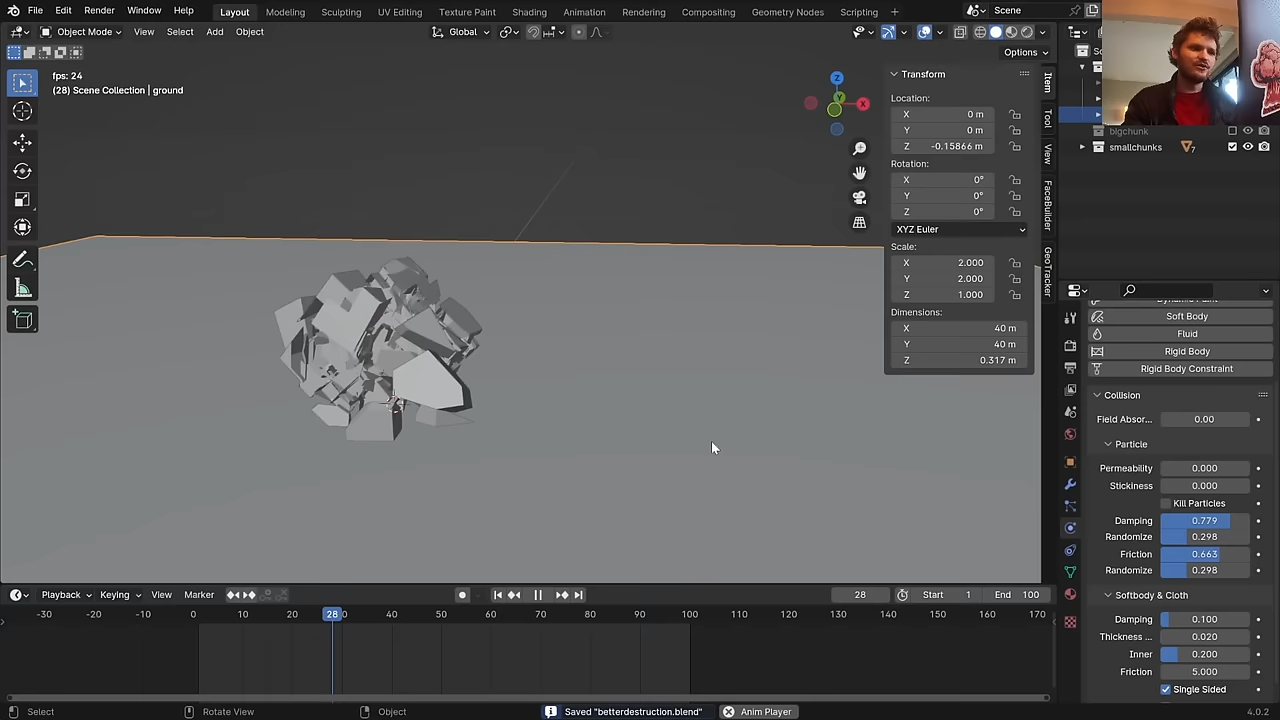 File Edit Render Window Help Layout Modeling Sculpting UV Editing Texture Paint Shading Animation Rendering Compositing Geometry Nodes Scripting + Scene
Object Mode View Select Add Object Global
Options
fps: 24
(28) Scene Collection | ground
Z
Y
X
Transform
Location:
X 0 m
Y 0 m
Z -0.15866 m
Rotation:
X 0°
Y 0°
Z 0°
XYZ Euler
Scale:
X 2.000
Y 2.000
Z 1.000
Dimensions:
X 40 m
Y 40 m
Z 0.317 m
Item
Tool
View
FaceBuilder
GeoTracker
bigchunk
smallchunks 7
Soft Body
Fluid
Rigid Body
Rigid Body Constraint
Collision
Field Absor... 0.00
Particle
Permeability 0.000
Stickiness 0.000
Kill Particles
Damping 0.779
Randomize 0.298
Friction 0.663
Randomize 0.298
Softbody & Cloth
Damping 0.100
Thickness ... 0.020
Inner 0.200
Friction 5.000
Single Sided
Playback Keying View Marker 28 Start 1 End 100
-30 -20 -10 0 10 20 28 30 40 50 60 70 80 90 100 110 120 130 140 150 160 170
Select Rotate View Object Saved "betterdestruction.blend" Anim Player 4.0.2